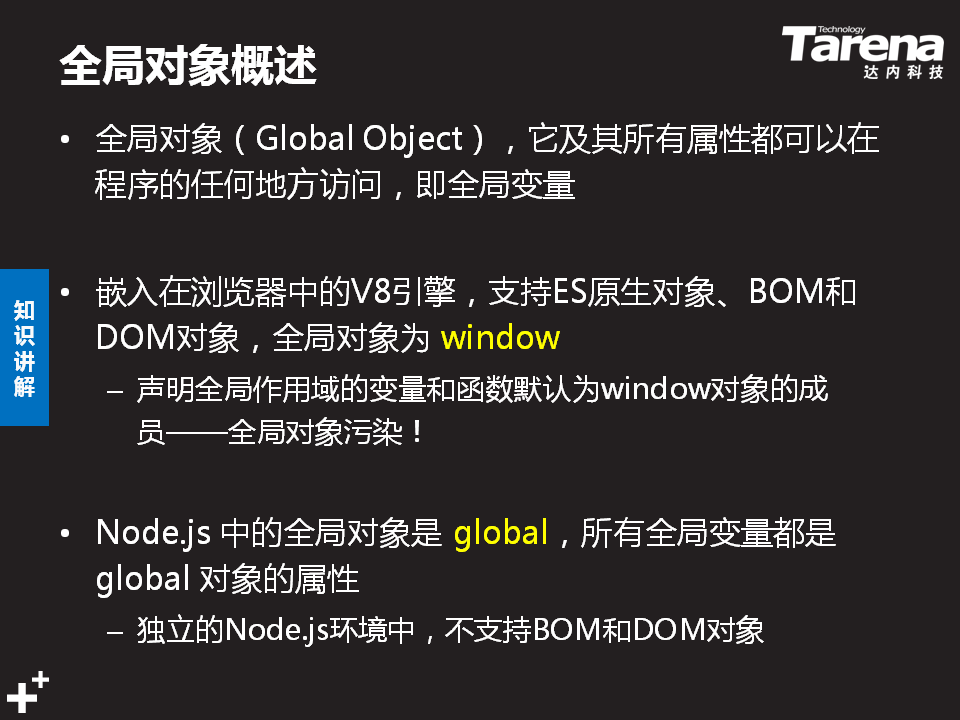 全局对象概述
Technology
Tarena
达内科技
• 全局对象（Global Object），它及其所有属性都可以在
程序的任何地方访问，即全局变量
• 嵌入在浏览器中的V8引擎，支持ES原生对象、BOM和
DOM对象，全局对象为 window
– 声明全局作用域的变量和函数默认为window对象的成
员——全局对象污染！
知识讲解
• Node.js 中的全局对象是 global，所有全局变量都是
global 对象的属性
– 独立的Node.js环境中，不支持BOM和DOM对象